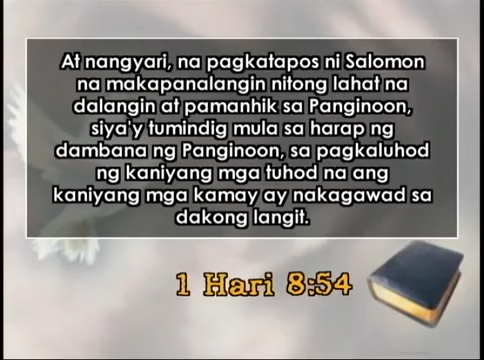 At nangyari, na pagkatapos ni Salomon
na makapanalangin nitong lahat na
dalangin at pamanhik sa Panginoon,
siya'y tumindig mula sa harap ng
dambana ng Panginoon, sa pagkaluhod
ng kaniyang mga tuhod na ang
kaniyang mga kamay ay nakagawad sa
dakong langit.
1 Hari 8:54